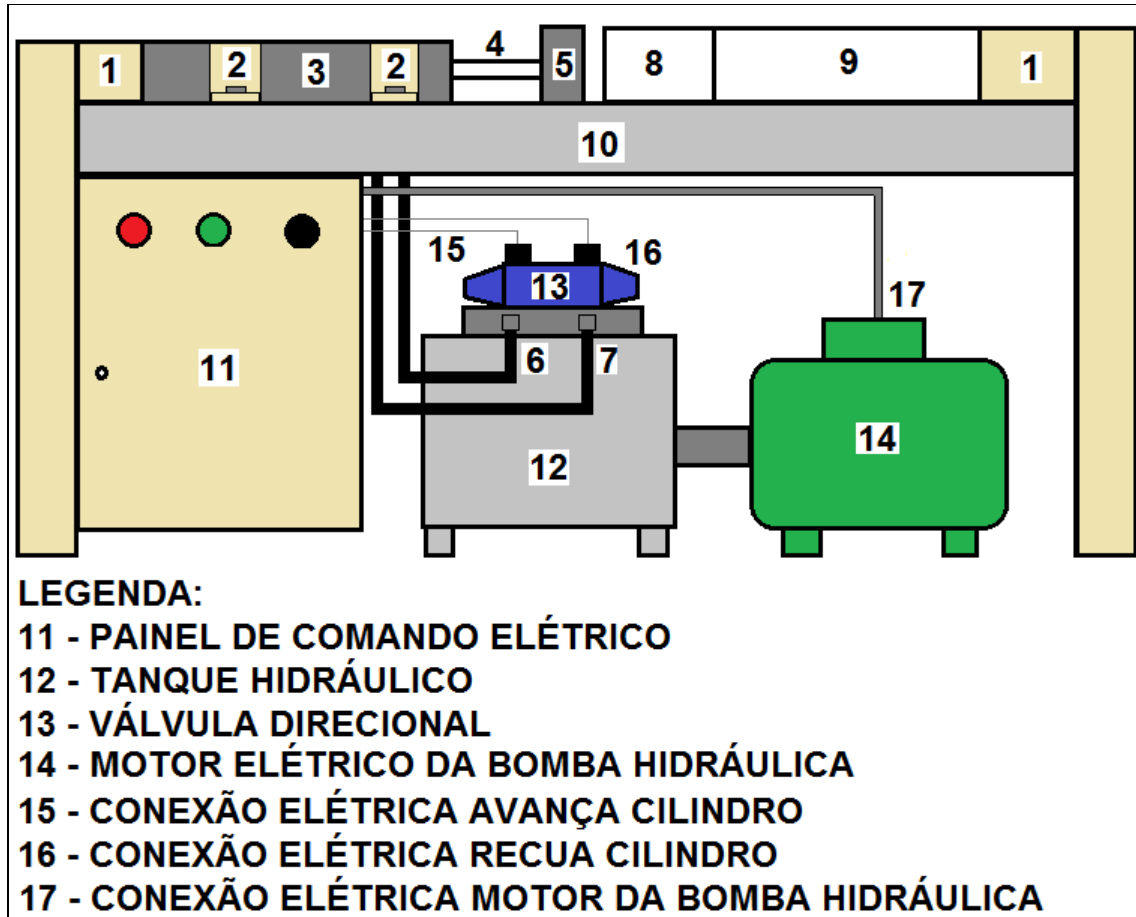 1 2 3 2 4 5 8 9 1
10
15 16
13
17
6 7
11
14
12
LEGENDA:
11 - PAINEL DE COMANDO ELÉTRICO
12 - TANQUE HIDRÁULICO
13 - VÁLVULA DIRECIONAL
14 - MOTOR ELÉTRICO DA BOMBA HIDRÁULICA
15 - CONEXÃO ELÉTRICA AVANÇA CILINDRO
16 - CONEXÃO ELÉTRICA RECUA CILINDRO
17 - CONEXÃO ELÉTRICA MOTOR DA BOMBA HIDRÁULICA